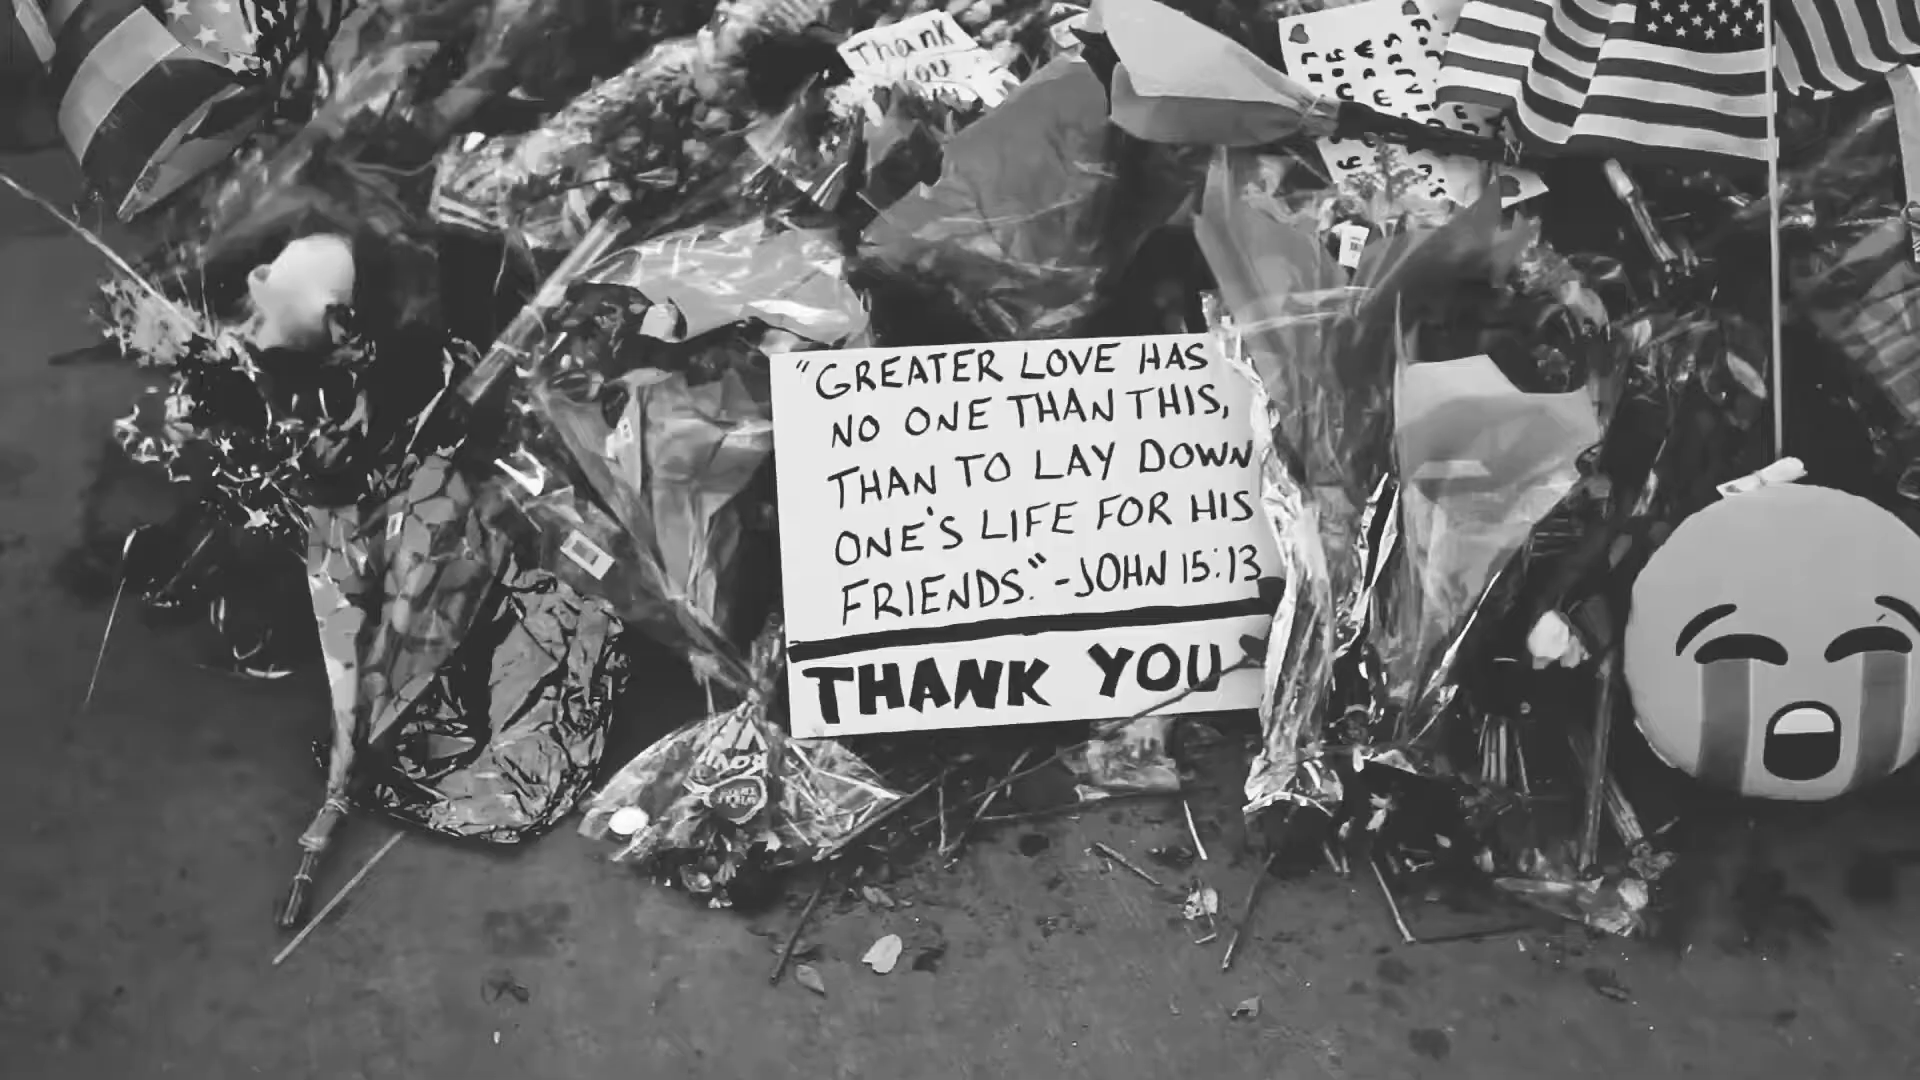 Thank
You
"GREATER LOVE HAS
NO ONE THAN THIS,
THAN TO LAY DOWN
ONE'S LIFE FOR HIS
FRIENDS." -JOHN 15:13
THANK YOU